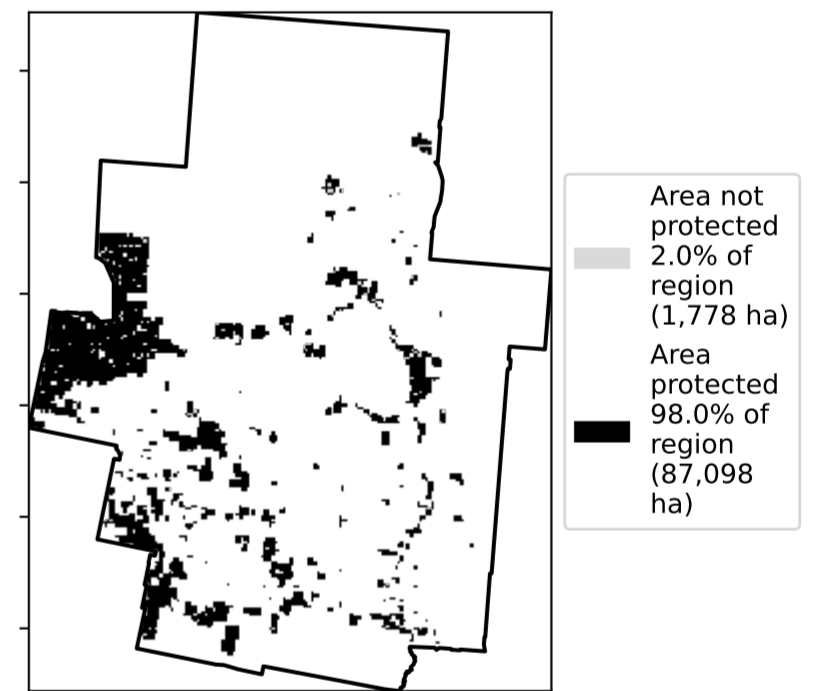 Area not
protected
2.0% of
region
(1,778 ha)
Area
protected
98.0% of
region
(87,098
ha)